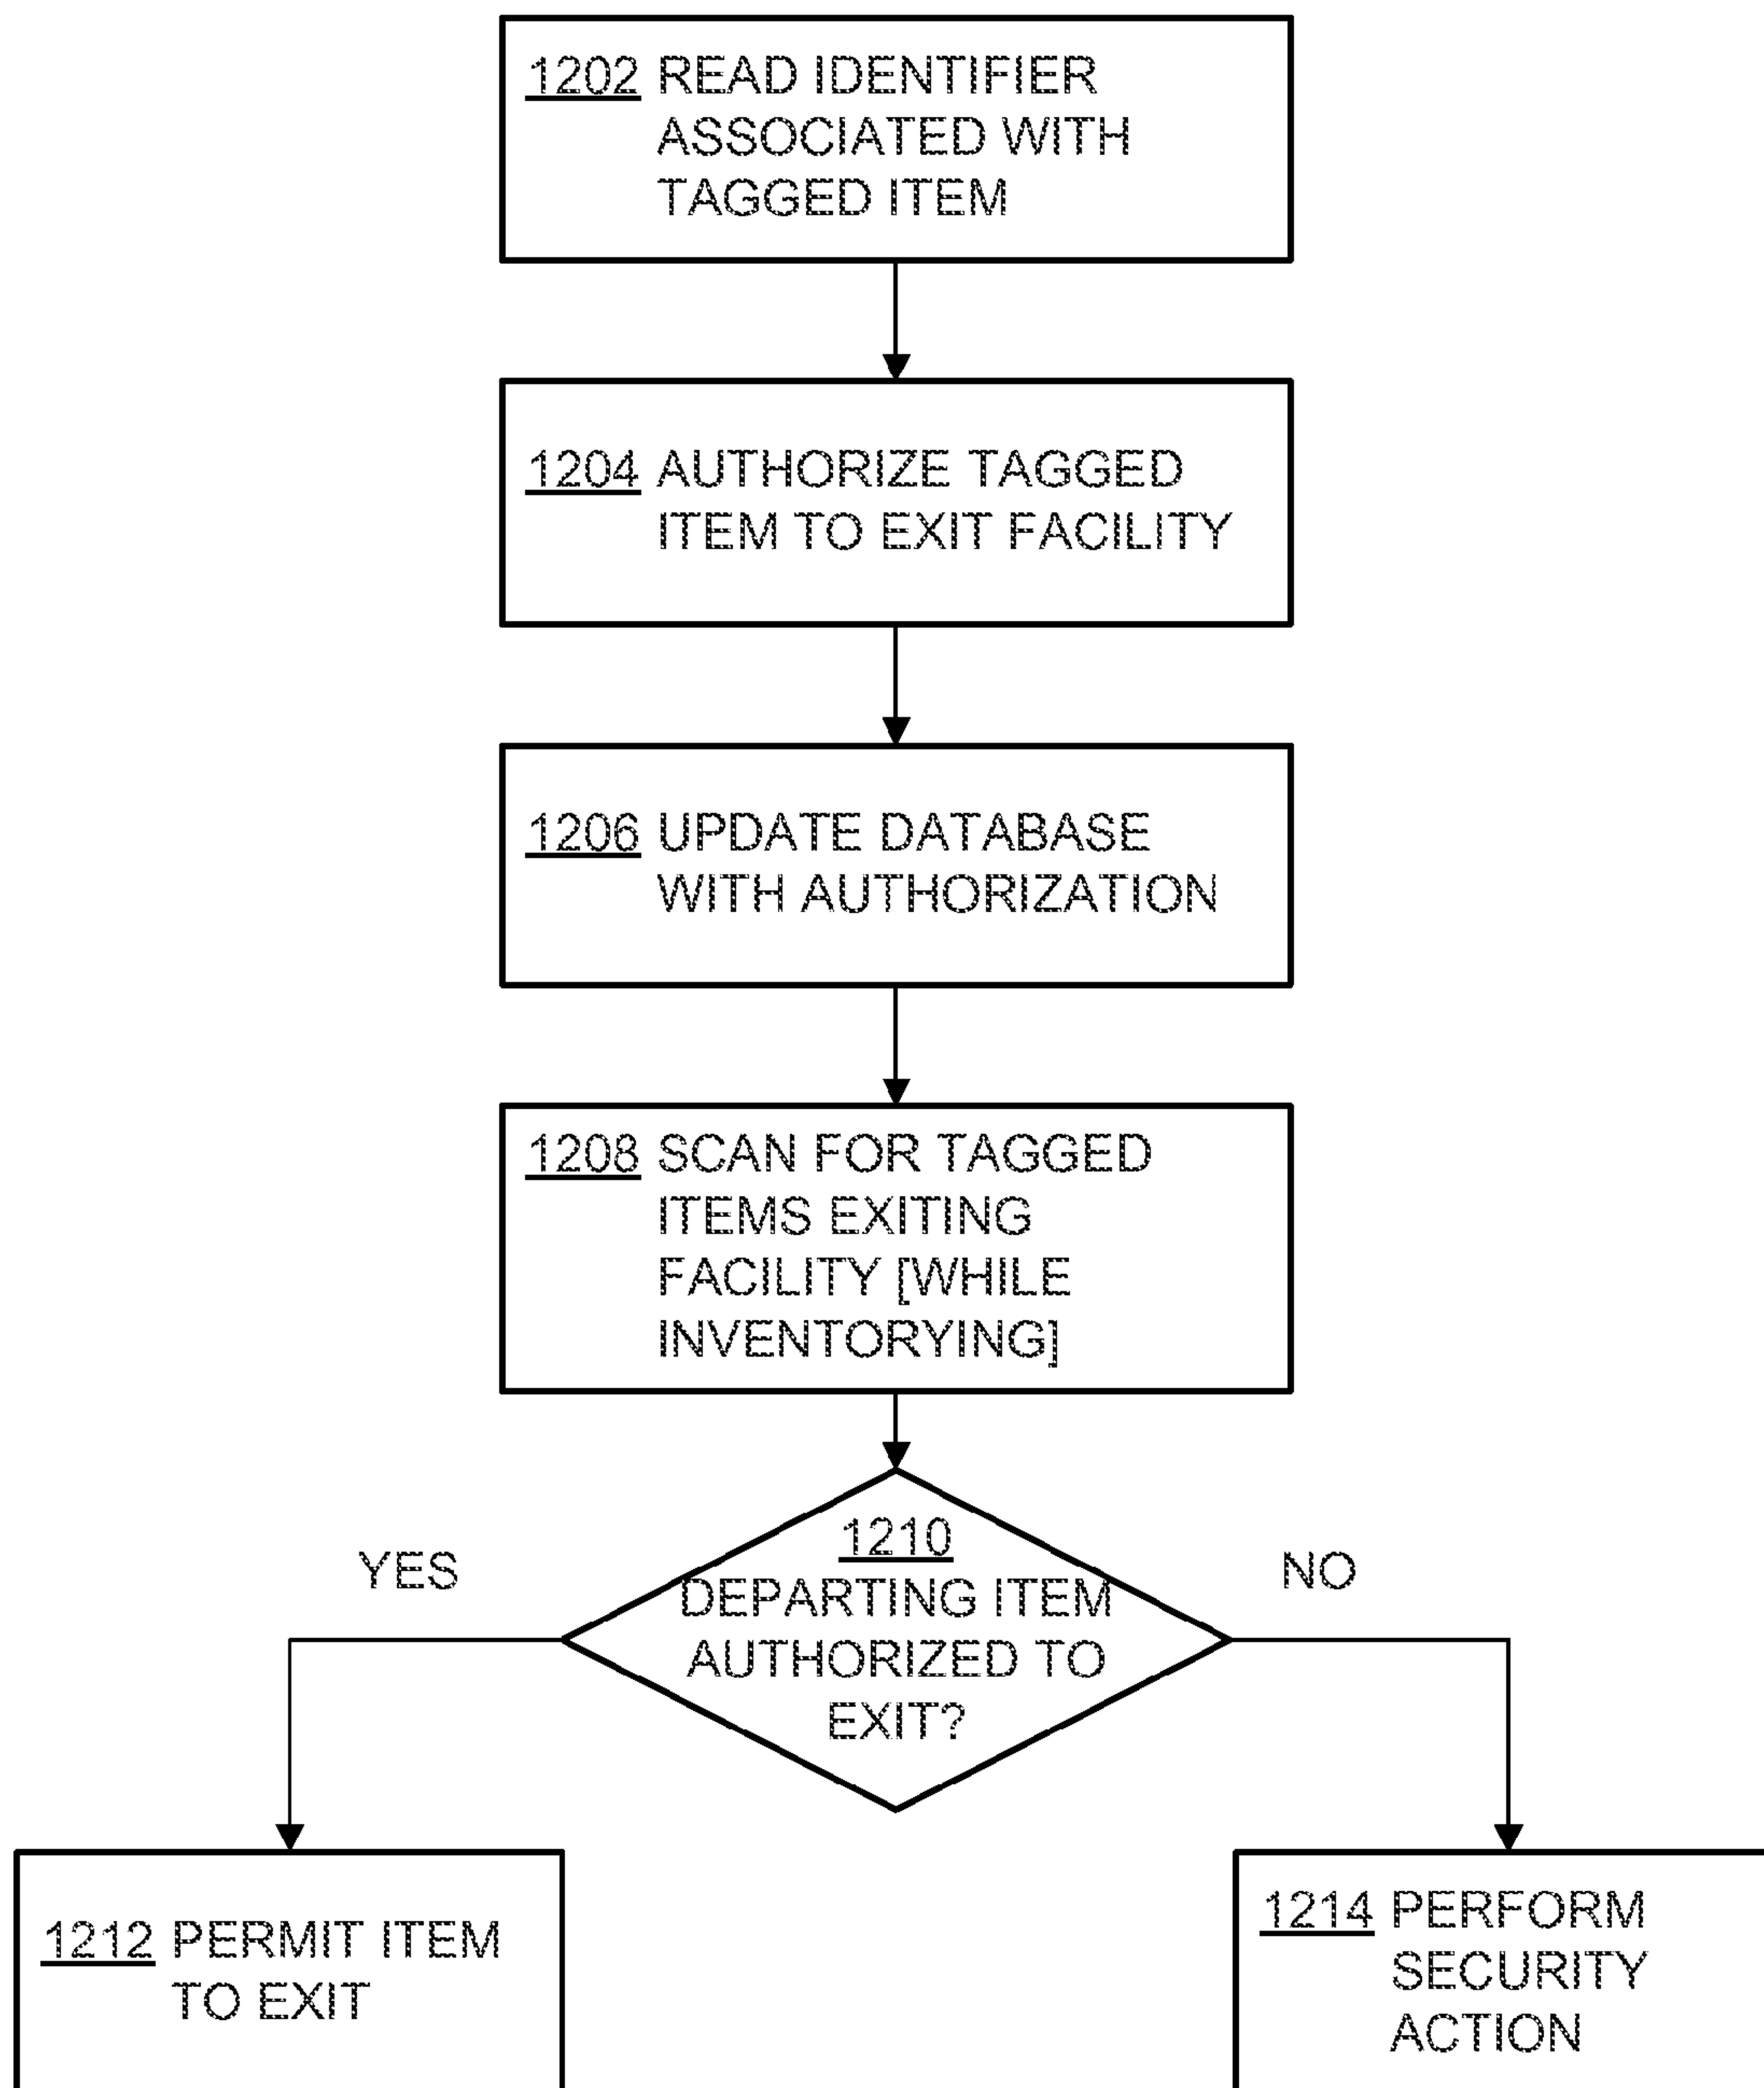 1202 READ IDENTIFIER
ASSOCIATED WITH
TAGGED ITEM
1204 AUTHORIZE TAGGED
ITEM TO EXIT FACILITY
1206 UPDATE DATABASE
WITH AUTHORIZATION
1208 SCAN FOR TAGGED
ITEMS EXITING
FACILITY [WHILE
INVENTORYING]
YES
1210
DEPARTING ITEM
AUTHORIZED TO
EXIT?
NO
1212 PERMIT ITEM
TO EXIT
1214 PERFORM
SECURITY
ACTION